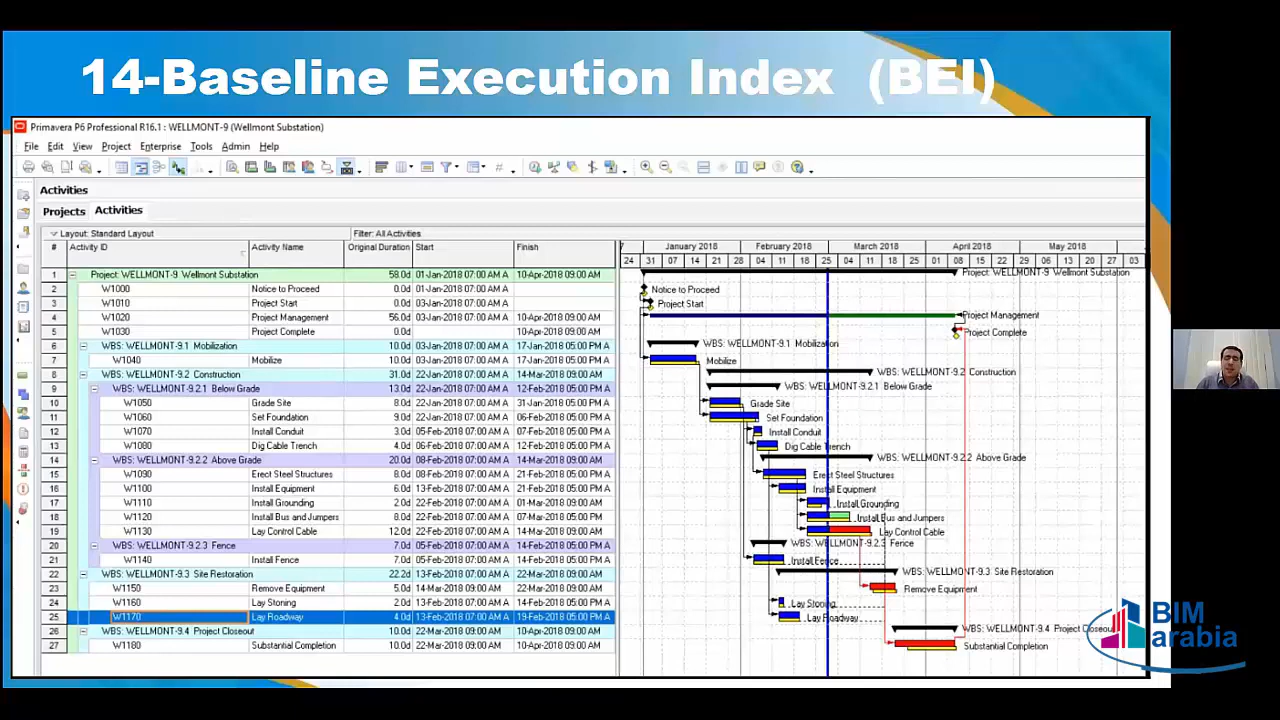 14-Baseline Execution Index (BEI)
Primavera P6 Professional R16.1 : WELLMONT-9 (Wellmont Substation)
File Edit View Project Enterprise Tools Admin Help
Activities
Projects Activities
Layout: Standard Layout Filter: All Activities
# Activity ID Activity Name Original Duration Start Finish
January 2018 February 2018 March 2018 April 2018 May 2018
24 31 07 14 21 28 04 11 18 25 04 11 18 25 01 08 15 22 29 06 13 20 27 03
1 Project: WELLMONT-9 Wellmont Substation 58.0d 01-Jan-2018 07:00 AM A 10-Apr-2018 09:00 AM Project: WELLMONT-9 Wellmont Substation
2 W1000 Notice to Proceed 0.0d 01-Jan-2018 07:00 AM A Notice to Proceed
3 W1010 Project Start 0.0d 03-Jan-2018 07:00 AM A Project Start
4 W1020 Project Management 56.0d 03-Jan-2018 07:00 AM A 10-Apr-2018 09:00 AM Project Management
5 W1030 Project Complete 0.0d 10-Apr-2018 09:00 AM Project Complete
6 WBS: WELLMONT-9.1 Mobilization 10.0d 03-Jan-2018 07:00 AM A 17-Jan-2018 05:00 PM A WBS: WELLMONT-9.1 Mobilization
7 W1040 Mobilize 10.0d 03-Jan-2018 07:00 AM A 17-Jan-2018 05:00 PM A Mobilize
8 WBS: WELLMONT-9.2 Construction 31.0d 22-Jan-2018 07:00 AM A 14-Mar-2018 09:00 AM WBS: WELLMONT-9.2 Construction
9 WBS: WELLMONT-9.2.1 Below Grade 13.0d 22-Jan-2018 07:00 AM A 12-Feb-2018 05:00 PM A WBS: WELLMONT-9.2.1 Below Grade
10 W1050 Grade Site 8.0d 22-Jan-2018 07:00 AM A 31-Jan-2018 05:00 PM A Grade Site
11 W1060 Set Foundation 9.0d 22-Jan-2018 07:00 AM A 06-Feb-2018 05:00 PM A Set Foundation
12 W1070 Install Conduit 3.0d 05-Feb-2018 07:00 AM A 07-Feb-2018 05:00 PM A Install Conduit
13 W1080 Dig Cable Trench 4.0d 06-Feb-2018 07:00 AM A 12-Feb-2018 05:00 PM A Dig Cable Trench
14 WBS: WELLMONT-9.2.2 Above Grade 20.0d 08-Feb-2018 07:00 AM A 14-Mar-2018 09:00 AM WBS: WELLMONT-9.2.2 Above Grade
15 W1090 Erect Steel Structures 8.0d 08-Feb-2018 07:00 AM A 21-Feb-2018 05:00 PM A Erect Steel Structures
16 W1100 Install Equipment 6.0d 13-Feb-2018 07:00 AM A 21-Feb-2018 05:00 PM A Install Equipment
17 W1110 Install Grounding 2.0d 22-Feb-2018 07:00 AM A 01-Mar-2018 09:00 AM Install Grounding
18 W1120 Install Bus and Jumpers 8.0d 22-Feb-2018 07:00 AM A 07-Mar-2018 05:00 PM Install Bus and Jumpers
19 W1130 Lay Control Cable 12.0d 22-Feb-2018 07:00 AM A 14-Mar-2018 09:00 AM Lay Control Cable
20 WBS: WELLMONT-9.2.3 Fence 7.0d 05-Feb-2018 07:00 AM A 14-Feb-2018 05:00 PM A WBS: WELLMONT-9.2.3 Fence
21 W1140 Install Fence 7.0d 05-Feb-2018 07:00 AM A 14-Feb-2018 05:00 PM A Install Fence
22 WBS: WELLMONT-9.3 Site Restoration 22.2d 13-Feb-2018 07:00 AM A 22-Mar-2018 09:00 AM WBS: WELLMONT-9.3 Site Restoration
23 W1150 Remove Equipment 5.0d 14-Mar-2018 09:00 AM 22-Mar-2018 09:00 AM Remove Equipment
24 W1160 Lay Stoning 2.0d 13-Feb-2018 07:00 AM A 14-Feb-2018 05:00 PM A Lay Stoning
25 W1170 Lay Roadway 4.0d 13-Feb-2018 07:00 AM A 19-Feb-2018 05:00 PM A Lay Roadway
26 WBS: WELLMONT-9.4 Project Closeout 10.0d 22-Mar-2018 09:00 AM 10-Apr-2018 09:00 AM WBS: WELLMONT-9.4 Project Closeout
27 W1180 Substantial Completion 10.0d 22-Mar-2018 09:00 AM 10-Apr-2018 09:00 AM Substantial Completion
BIM
arabia